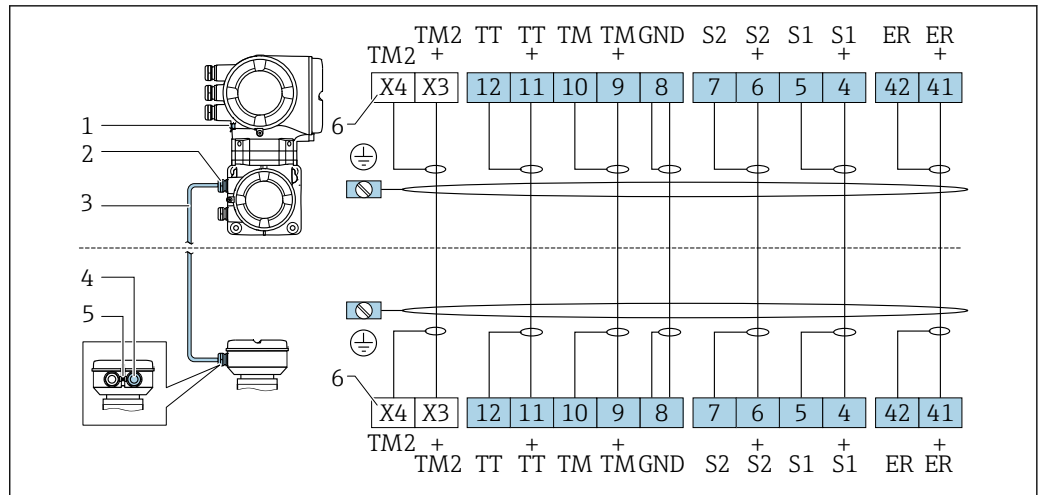 TM2 TT TT TM TM GND S2 S2 S1 S1 ER ER
TM2 + + + + + +
X4 X3 12 11 10 9 8 7 6 5 4 42 41
1
6
2
3
4
5
6
X4 X3 12 11 10 9 8 7 6 5 4 42 41
TM2 + + + + + +
TM2 TT TT TM TM GND S2 S2 S1 S1 ER ER